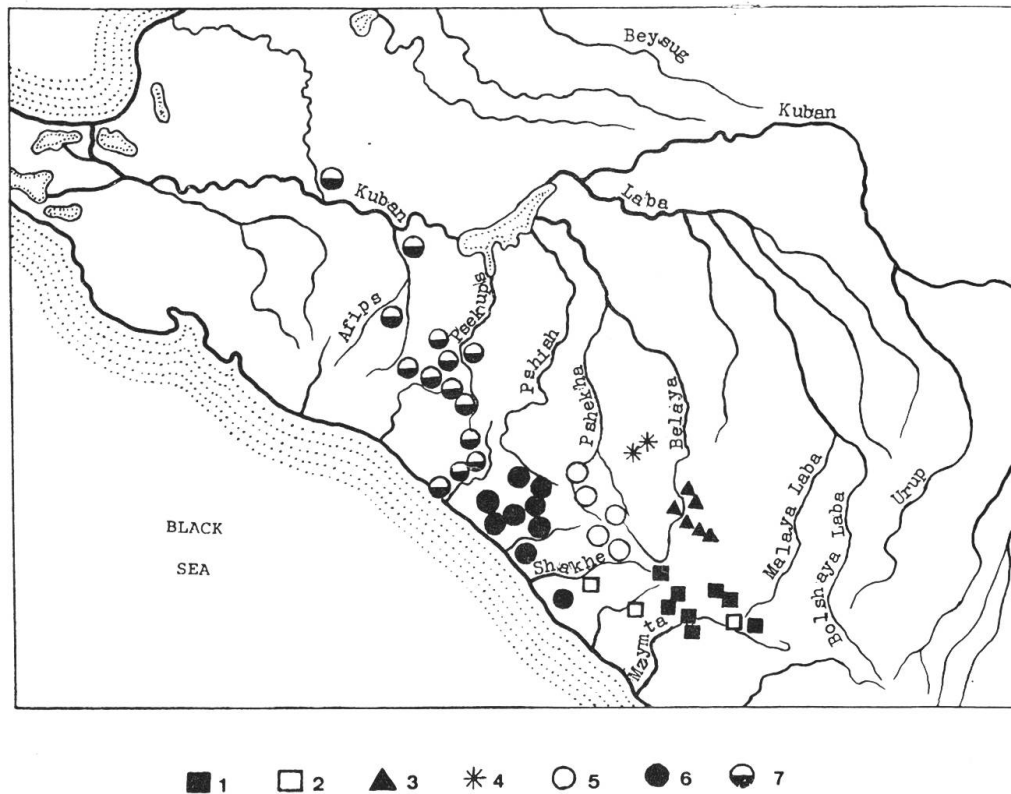 Beysug
Kuban
Laba
Kuban
Afips
Psekups
Pshish
Pshekha
Belaya
Malaya Laba
Bolshaya Laba
Urup
BLACK
SEA
Shakhe
Mzymta
1 2 3 4 5 6 7